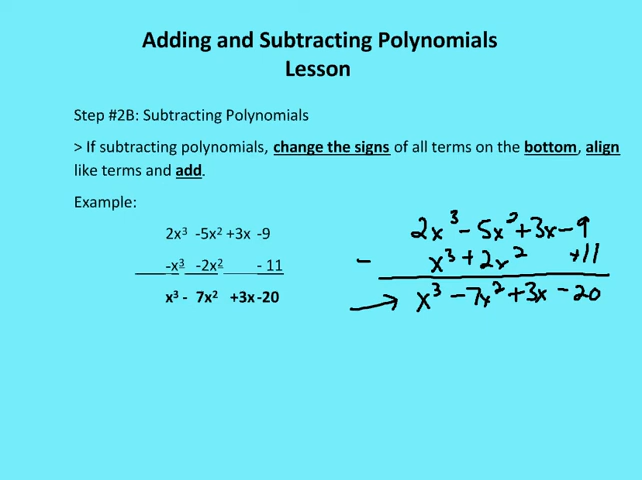 Adding and Subtracting Polynomials
Lesson
Step #2B: Subtracting Polynomials
> If subtracting polynomials, change the signs of all terms on the bottom, align
like terms and add.
Example:
2x³ -5x² +3x -9
-x³ -2x² - 11
x³ - 7x² +3x -20
2x³ - 5x² + 3x - 9
- x³ + 2x² +11
x³ - 7x² + 3x - 20